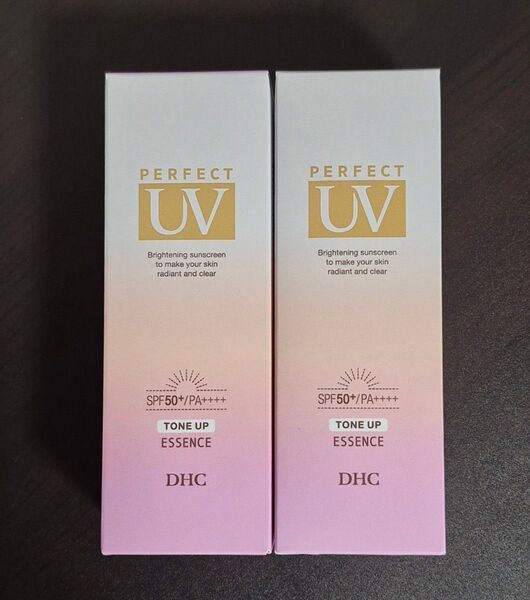 PERFECT
UV
Brightening sunscreen
to make your skin
radiant and clear
SPF50+/PA++++
TONE UP
ESSENCE
DHC
PERFECT
UV
Brightening sunscreen
to make your skin
radiant and clear
SPF50+/PA++++
TONE UP
ESSENCE
DHC